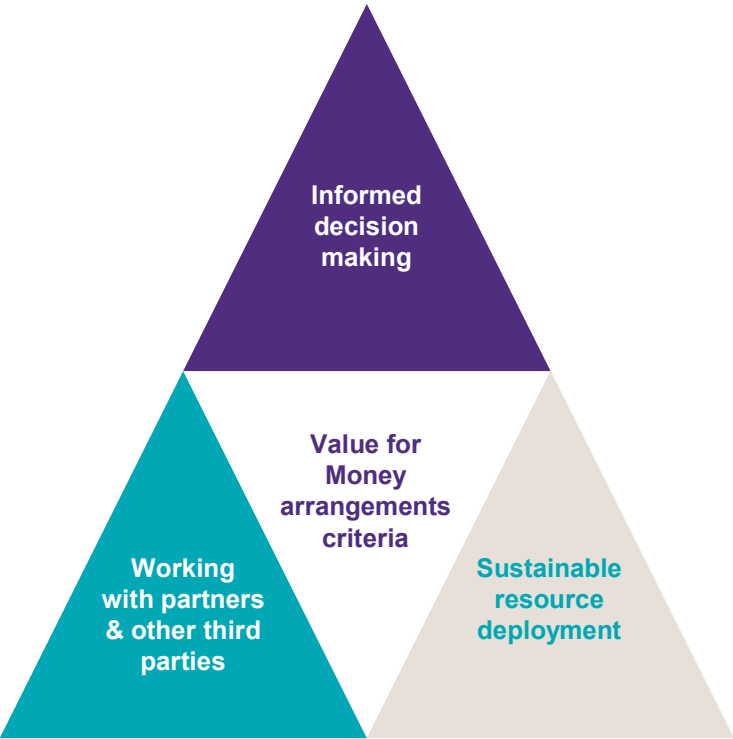 Informed
decision
making
Value for
Money
arrangements
criteria
Working
with partners
& other third
parties
Sustainable
resource
deployment